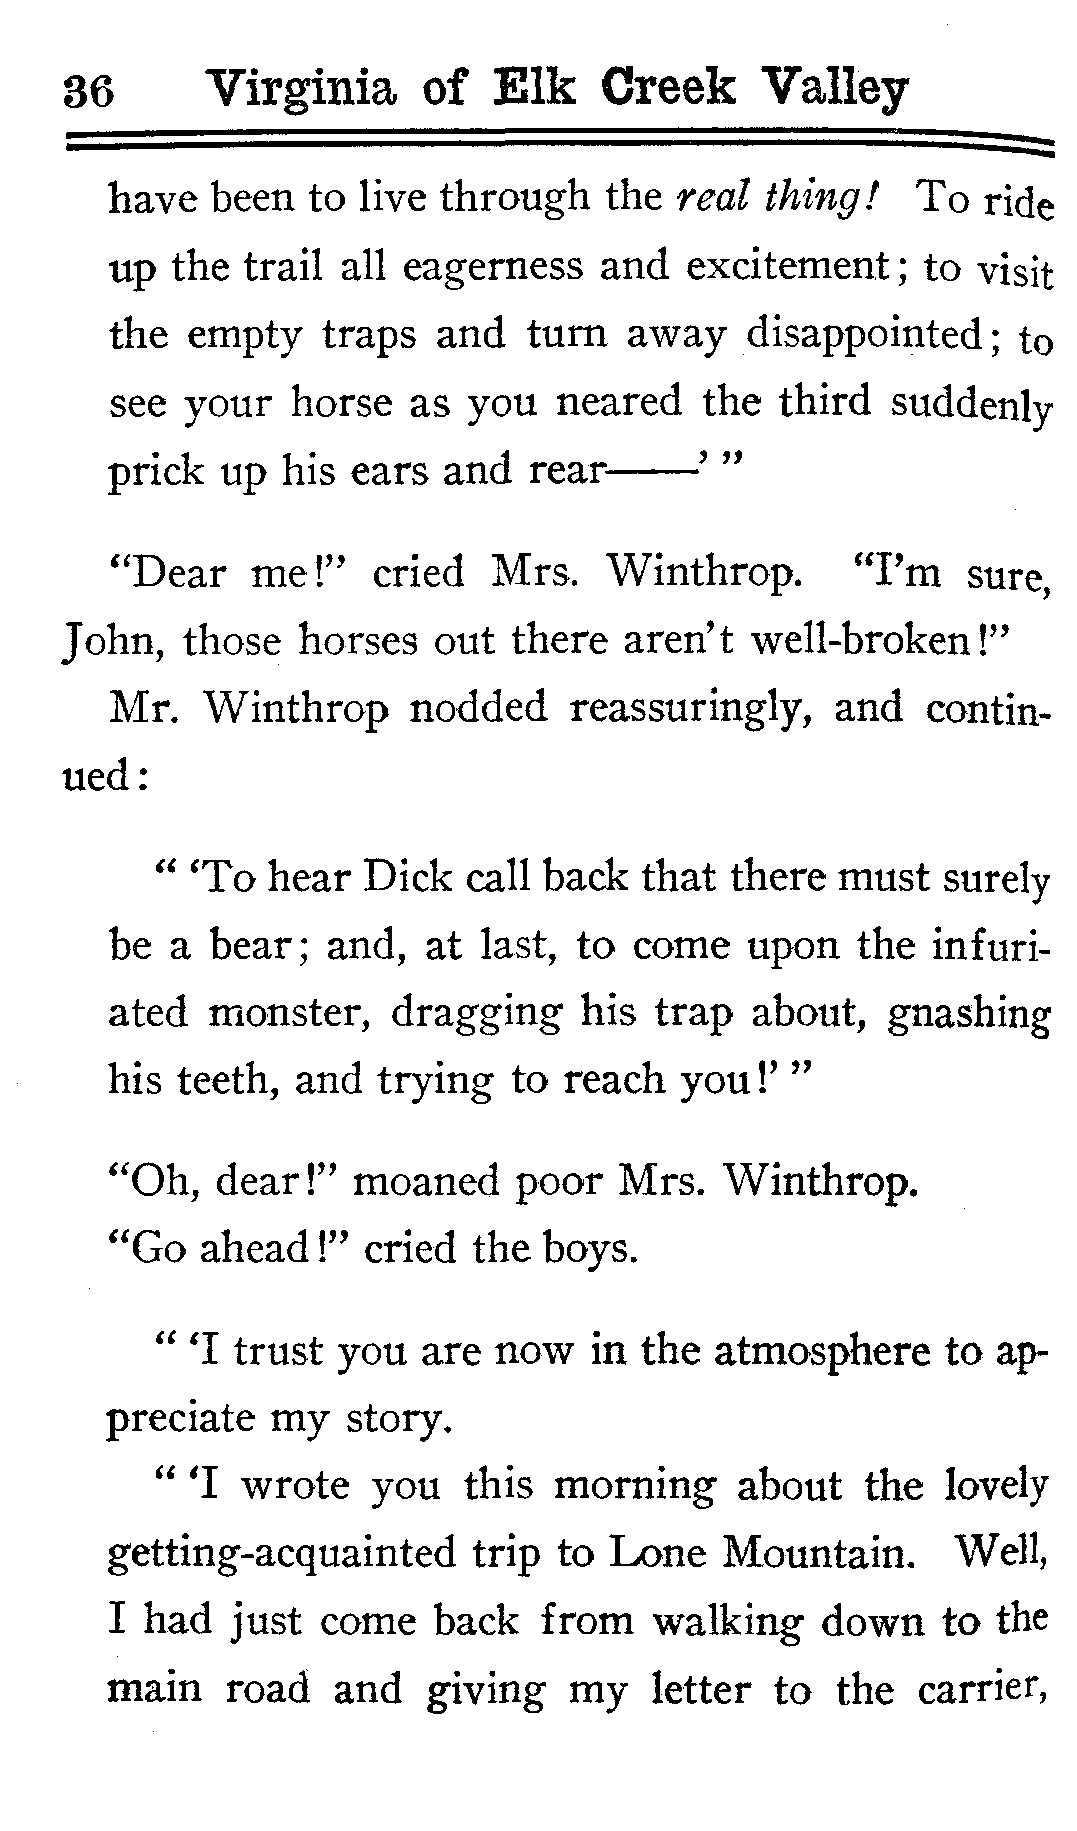 36 Virginia of Elk Creek Valley
have been to live through the real thing! To ride
up the trail all eagerness and excitement; to visit
the empty traps and turn away disappointed; to
see your horse as you neared the third suddenly
prick up his ears and rear——’ ”
“Dear me!” cried Mrs. Winthrop. “I’m sure,
John, those horses out there aren’t well-broken!”
Mr. Winthrop nodded reassuringly, and contin-
ued:
“ ‘To hear Dick call back that there must surely
be a bear; and, at last, to come upon the infuri-
ated monster, dragging his trap about, gnashing
his teeth, and trying to reach you!’ ”
“Oh, dear!” moaned poor Mrs. Winthrop.
“Go ahead!” cried the boys.
“ ‘I trust you are now in the atmosphere to ap-
preciate my story.
“ ‘I wrote you this morning about the lovely
getting-acquainted trip to Lone Mountain. Well,
I had just come back from walking down to the
main road and giving my letter to the carrier,